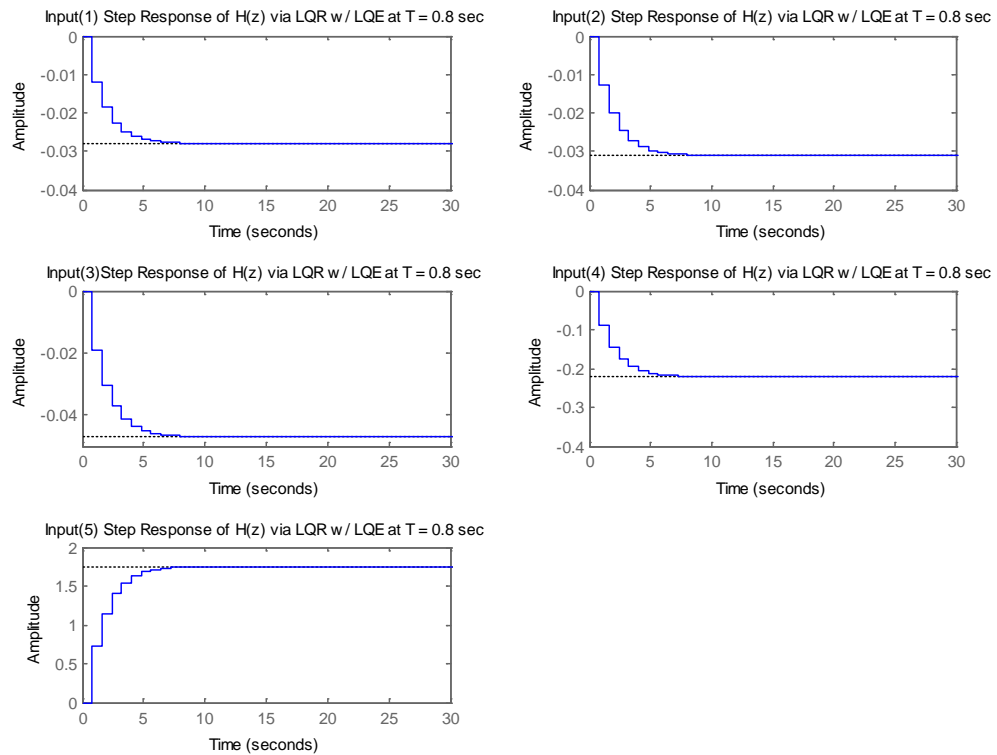 Input(1) Step Response of H(z) via LQR w / LQE at T = 0.8 sec
0
-0.01
-0.02
-0.03
-0.04
Amplitude
0 5 10 15 20 25 30
Time (seconds)
Input(2) Step Response of H(z) via LQR w / LQE at T = 0.8 sec
0
-0.01
-0.02
-0.03
-0.04
Amplitude
0 5 10 15 20 25 30
Time (seconds)
Input(3)Step Response of H(z) via LQR w / LQE at T = 0.8 sec
0
-0.02
-0.04
Amplitude
0 5 10 15 20 25 30
Time (seconds)
Input(4) Step Response of H(z) via LQR w / LQE at T = 0.8 sec
0
-0.1
-0.2
-0.3
-0.4
Amplitude
0 5 10 15 20 25 30
Time (seconds)
Input(5) Step Response of H(z) via LQR w / LQE at T = 0.8 sec
2
1.5
1
0.5
0
Amplitude
0 5 10 15 20 25 30
Time (seconds)